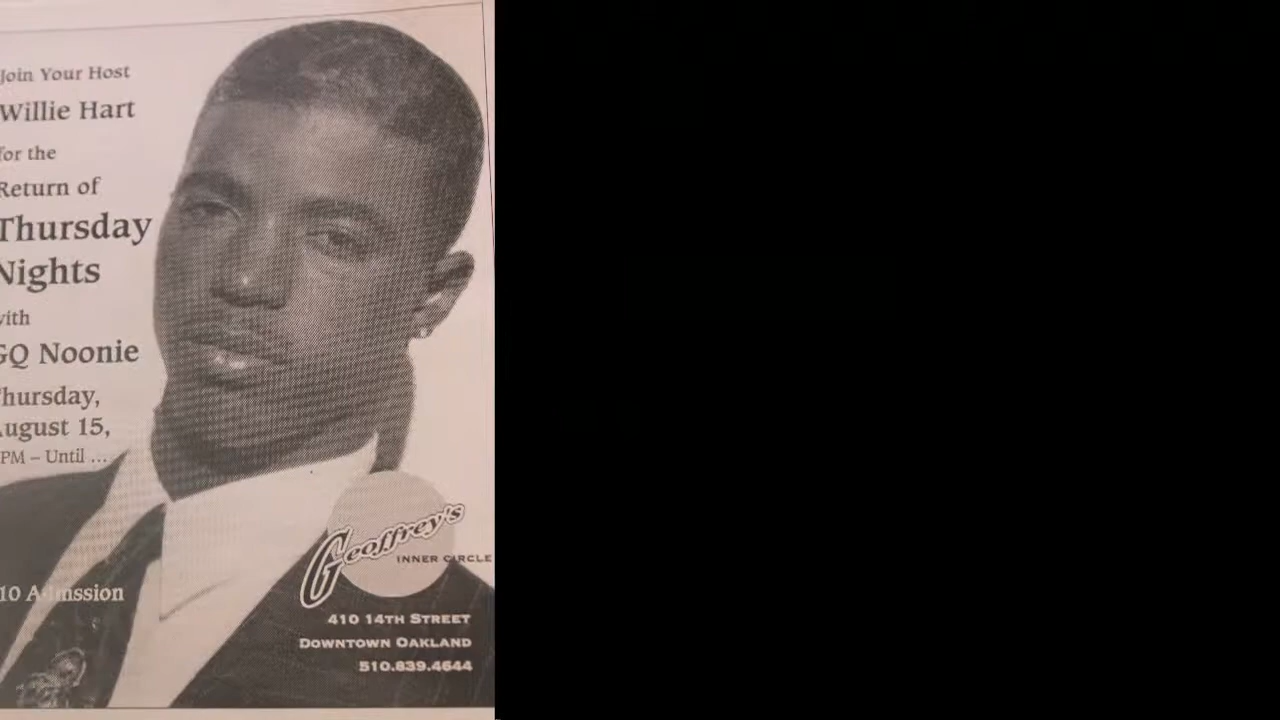 Join Your Host
Willie Hart
for the
Return of
Thursday
Nights
with
GQ Noonie
Thursday,
August 15,
PM – Until ...
10 Admission
Geoffrey's
INNER CIRCLE
410 14TH STREET
DOWNTOWN OAKLAND
510.839.4644